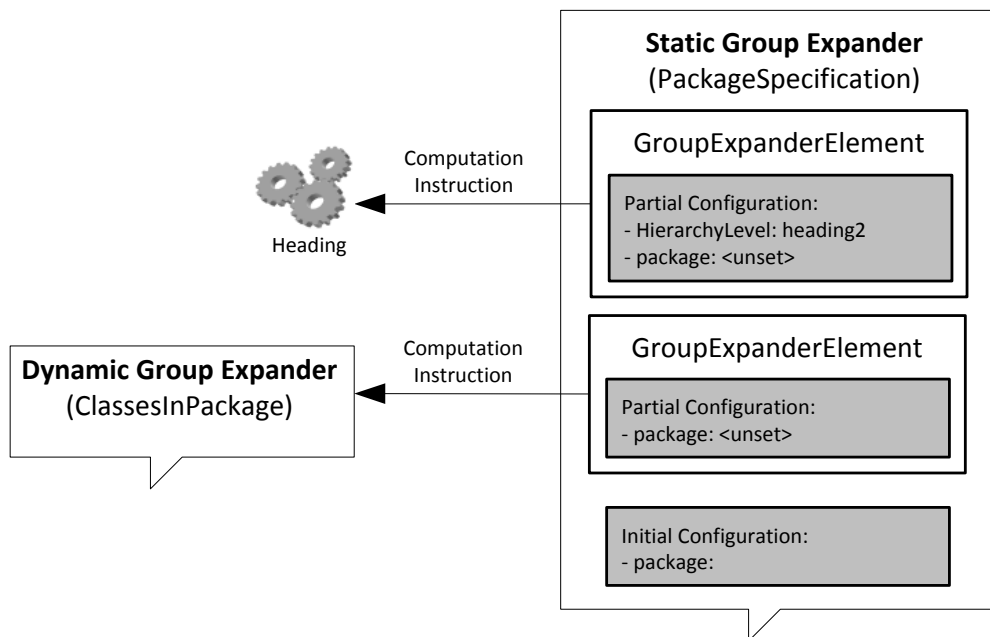 Static Group Expander
(PackageSpecification)
GroupExpanderElement
Computation
Instruction
Partial Configuration:
- HierarchyLevel: heading2
- package: <unset>
Heading
GroupExpanderElement
Computation
Instruction
Dynamic Group Expander
(ClassesInPackage)
Partial Configuration:
- package: <unset>
Initial Configuration:
- package: